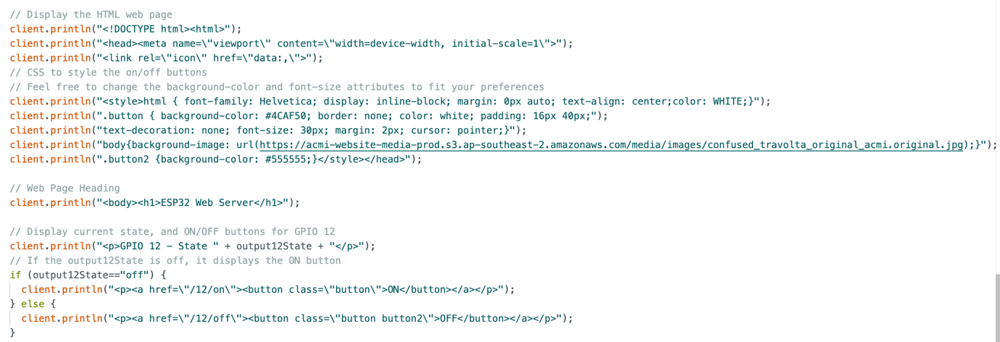 // Display the HTML web page
client.println("<!DOCTYPE html><html>");
client.println("<head><meta name=\"viewport\" content=\"width=device-width, initial-scale=1\">");
client.println("<link rel=\"icon\" href=\"data:,\">");
// CSS to style the on/off buttons
// Feel free to change the background-color and font-size attributes to fit your preferences
client.println("<style>html { font-family: Helvetica; display: inline-block; margin: 0px auto; text-align: center;color: WHITE;}");
client.println(".button { background-color: #4CAF50; border: none; color: white; padding: 16px 40px;");
client.println("text-decoration: none; font-size: 30px; margin: 2px; cursor: pointer;}");
client.println("body{background-image: url(https://acmi-website-media-prod.s3.ap-southeast-2.amazonaws.com/media/images/confused_travolta_original_acmi.original.jpg);}");
client.println(".button2 {background-color: #555555;}</style></head>");

// Web Page Heading
client.println("<body><h1>ESP32 Web Server</h1>");

// Display current state, and ON/OFF buttons for GPIO 12
client.println("<p>GPIO 12 - State " + output12State + "</p>");
// If the output12State is off, it displays the ON button
if (output12State=="off") {
  client.println("<p><a href=\"/12/on\"><button class=\"button\">ON</button></a></p>");
} else {
  client.println("<p><a href=\"/12/off\"><button class=\"button button2\">OFF</button></a></p>");
}